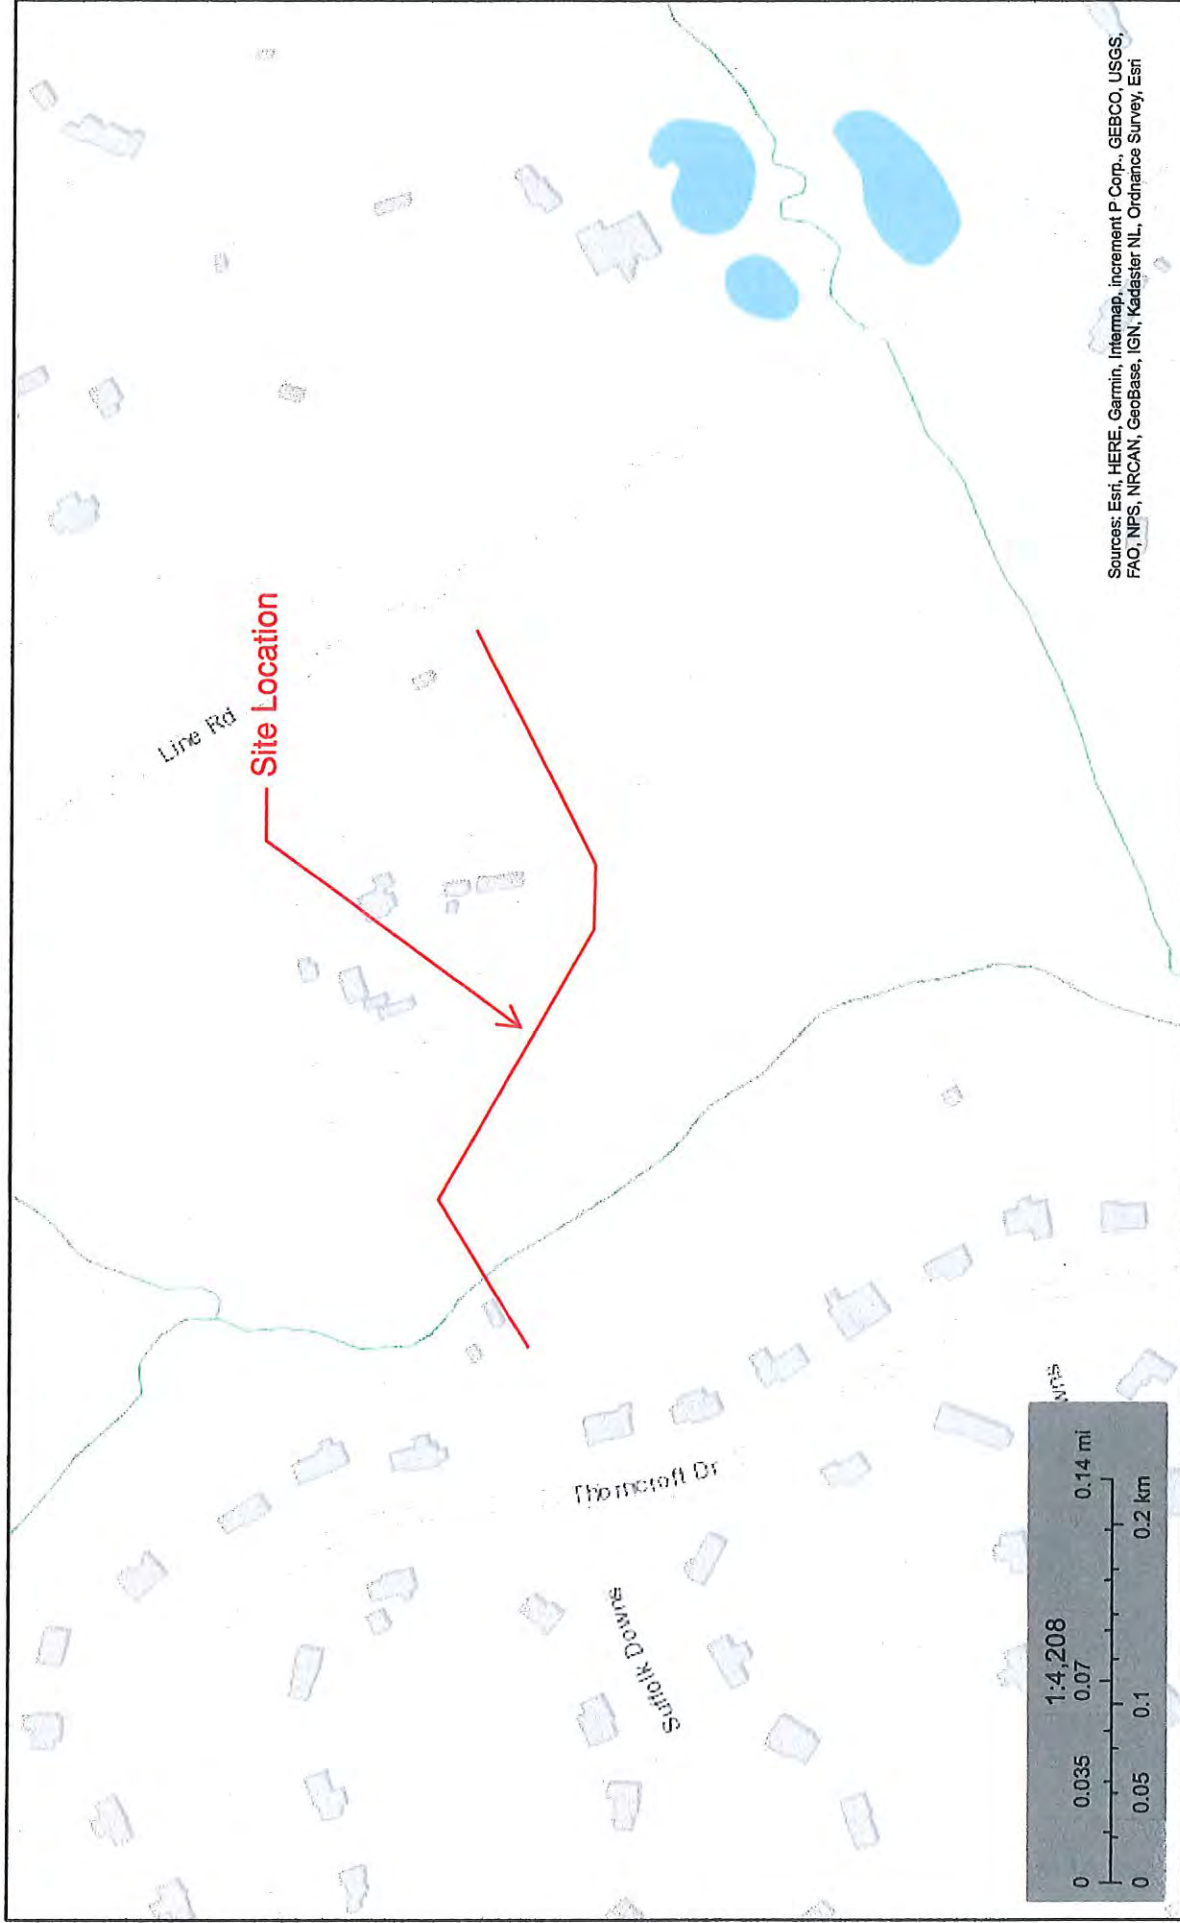 Line Rd
Site Location
Thorncroft Dr
Suffolk Downs
wns
1:4,208
0 0.035 0.07 0.14 mi
0 0.05 0.1 0.2 km
Sources: Esri, HERE, Garmin, Intermap, increment P Corp., GEBCO, USGS,
FAO, NPS, NRCAN, GeoBase, IGN, Kadaster NL, Ordnance Survey, Esri